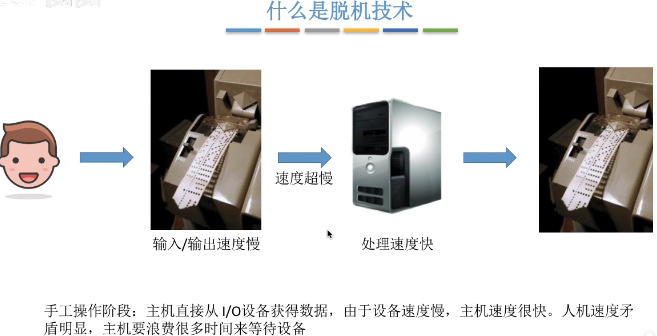 什么是脱机技术
速度超慢
输入/输出速度慢
处理速度快
手工操作阶段：主机直接从 I/O设备获得数据，由于设备速度慢，主机速度很快。人机速度矛
盾明显，主机要浪费很多时间来等待设备